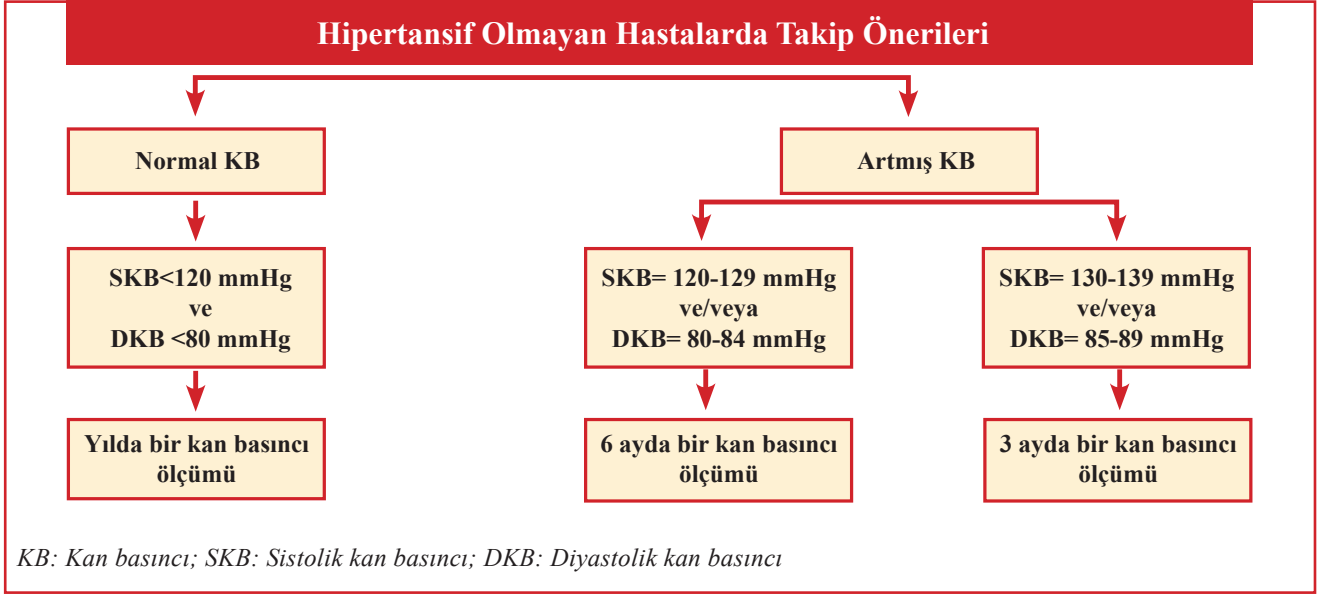 Hipertansif Olmayan Hastalarda Takip Önerileri
Normal KB
Artmış KB
SKB<120 mmHg
ve
DKB <80 mmHg
SKB= 120-129 mmHg
ve/veya
DKB= 80-84 mmHg
SKB= 130-139 mmHg
ve/veya
DKB= 85-89 mmHg
Yılda bir kan basıncı
ölçümü
6 ayda bir kan basıncı
ölçümü
3 ayda bir kan basıncı
ölçümü
KB: Kan basıncı; SKB: Sistolik kan basıncı; DKB: Diyastolik kan basıncı